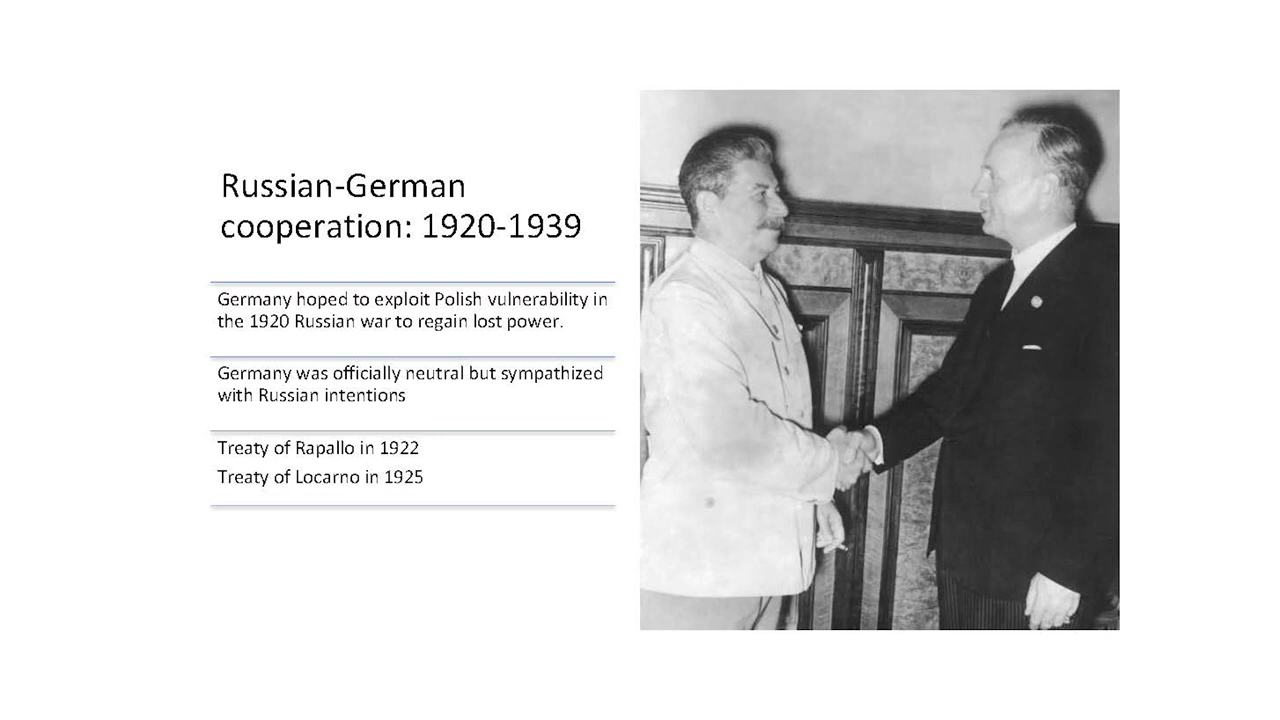 Russian-German
cooperation: 1920-1939
Germany hoped to exploit Polish vulnerability in
the 1920 Russian war to regain lost power.
Germany was officially neutral but sympathized
with Russian intentions
Treaty of Rapallo in 1922
Treaty of Locarno in 1925